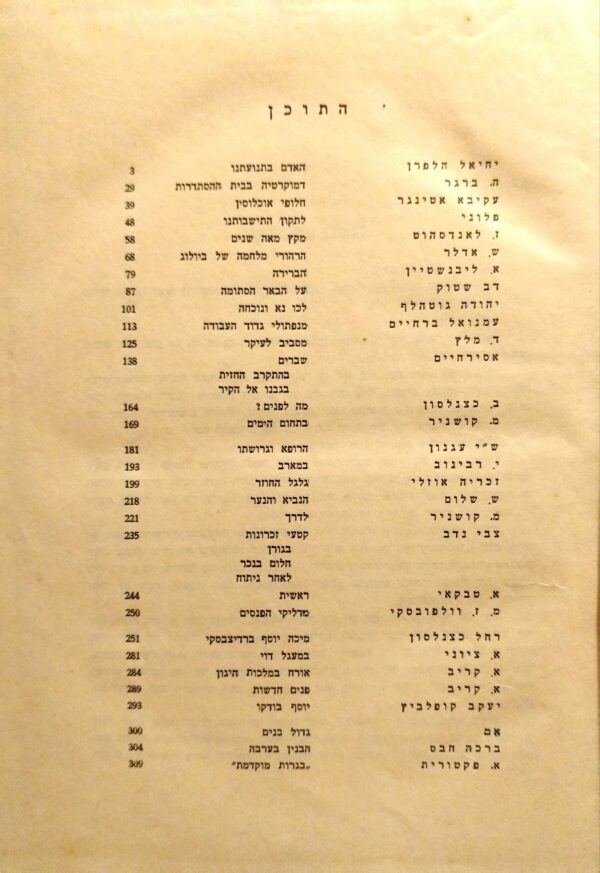 התוכן
יחיאל הלפרן האדם בתנועתנו 3
ה. ברגר דמוקרטיה בבית ההסתדרות 29
עקיבא אטינגר חלופי אוכלוסין 39
פלוני לתקון התישבותנו 48
ז. לאנדסהוט מקץ מאה שנים 58
ש. אדלר הרהורי מלחמה של ביולוג 68
א. ליבנשטיין הברירה 79
דב שטוק על הבאר הסתומה 87
יהודה גוטהלף לכו נא ונוכחה 101
עמנואל ברחיים מנפתולי גדוד העבודה 113
ד. מלץ מסביב לעיקר 125
אסירחיים שברים 138
בהתקרב החזית
בגבנו אל הקיר
ב. כצנלסון מה לפנים? 164
מ. קושניר בתחום הימים 169
ש"י עגנון הרופא וגרושתו 181
י. רבינוב במארב 193
זכריה אוזלי גלגל החוזר 199
ש. שלום הנביא והנער 218
מ. קושניר לדרך 221
צבי נדב קטעי זכרונות 235
בגורן
חלום בנכר
לאחר ניתוח
א. טבקאי ראשית 244
מ. ז. וולפובסקי מדליקי הפנסים 250
רחל כצנלסון מיכה יוסף ברדיצבסקי 251
א. ציוני במעגל דוי 281
א. קריב אורח במלכות היגון 284
א. קריב פנים חדשות 289
יעקב קופלביץ יוסף בודקו 293
אם גדול בנים 300
ברכה חבס הבנין בערבה 304
א. פקטורית „בגרות מוקדמת" 309